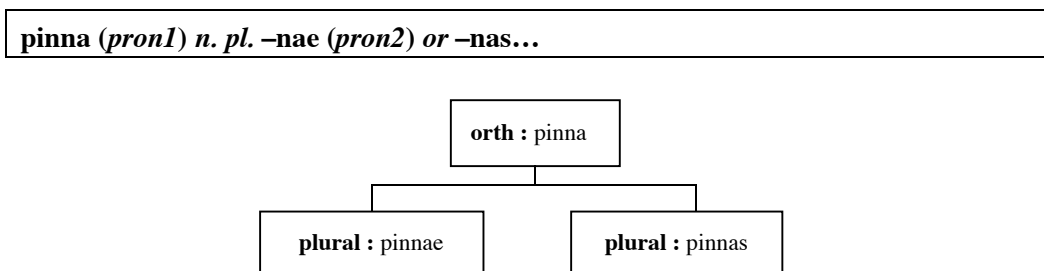 pinna (pron1) n. pl. –nae (pron2) or –nas…
orth : pinna
plural : pinnae plural : pinnas